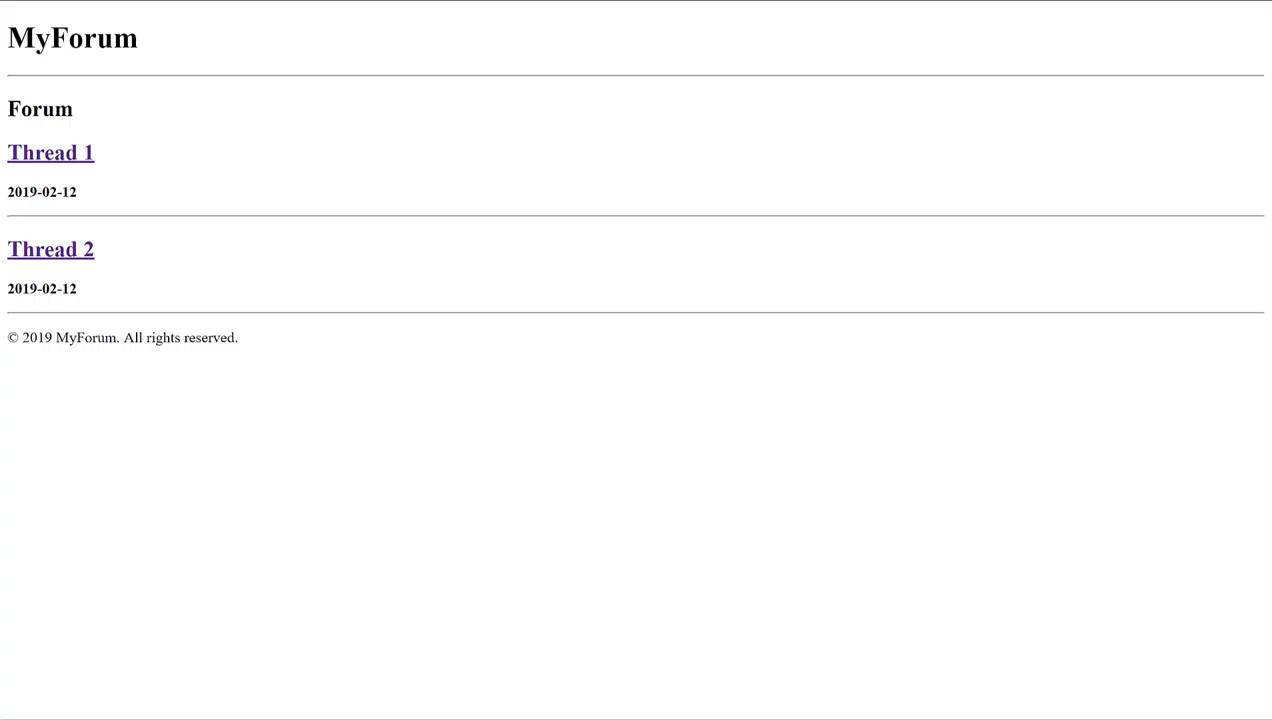 MyForum
Forum
Thread 1
2019-02-12
Thread 2
2019-02-12
© 2019 MyForum. All rights reserved.